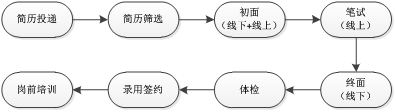 简历投递
简历筛选
初面
（线下+线上）
笔试
（线上）
终面
（线下）
体检
录用签约
岗前培训